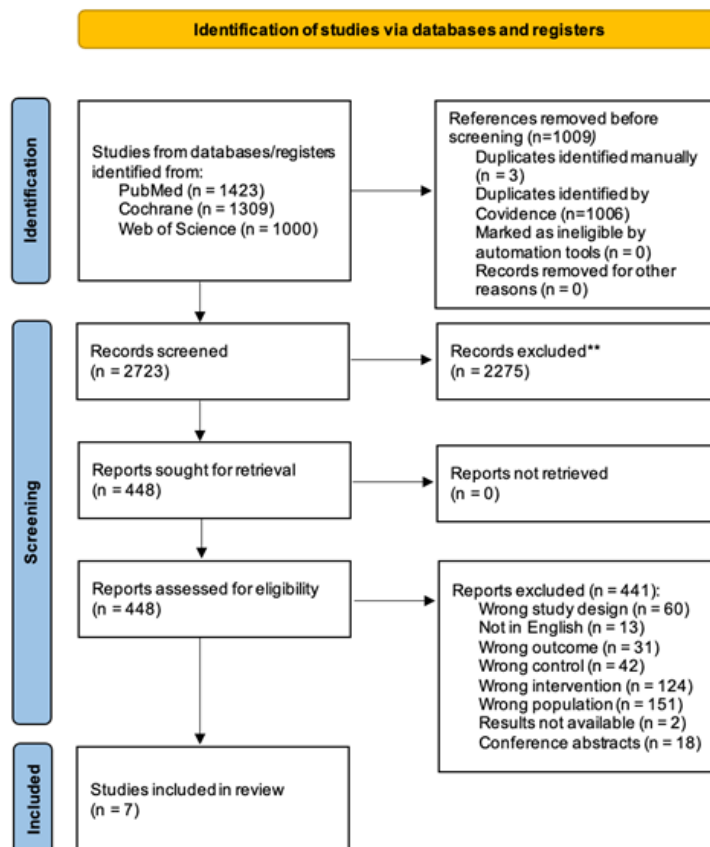 Identification of studies via databases and registers
Identification
Studies from databases/registers
identified from:
PubMed (n = 1423)
Cochrane (n = 1309)
Web of Science (n = 1000)
References removed before
screening (n=1009)
Duplicates identified manually
(n = 3)
Duplicates identified by
Covidence (n=1006)
Marked as ineligible by
automation tools (n = 0)
Records removed for other
reasons (n = 0)
Screening
Records screened
(n = 2723)
Records excluded**
(n = 2275)
Reports sought for retrieval
(n = 448)
Reports not retrieved
(n = 0)
Reports assessed for eligibility
(n = 448)
Reports excluded (n = 441):
Wrong study design (n = 60)
Not in English (n = 13)
Wrong outcome (n = 31)
Wrong control (n = 42)
Wrong intervention (n = 124)
Wrong population (n = 151)
Results not available (n = 2)
Conference abstracts (n = 18)
Included
Studies included in review
(n = 7)